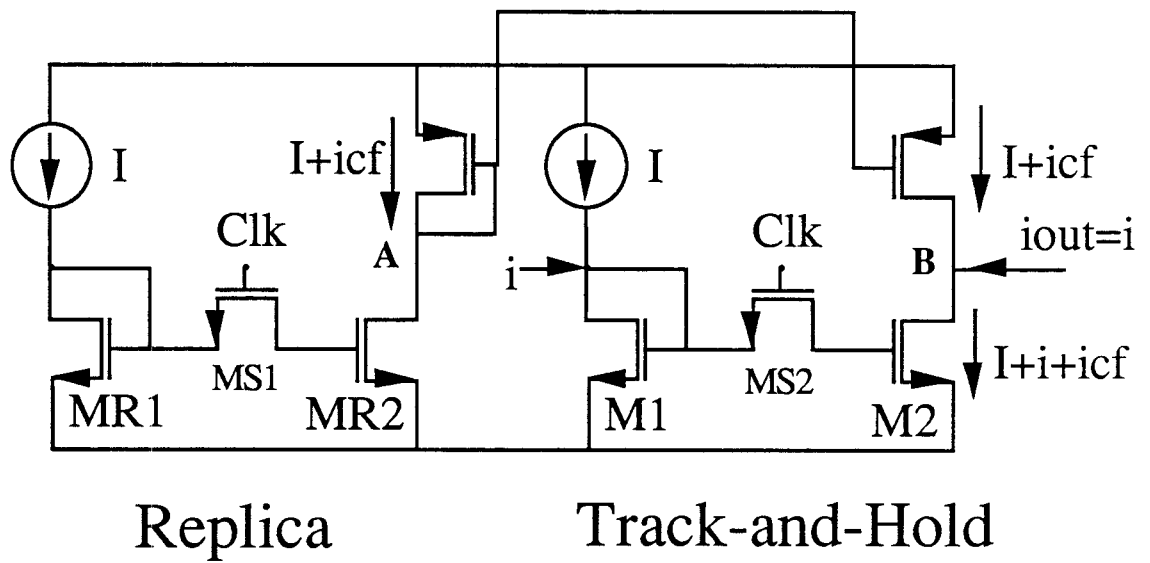 I
I+icf
I
I+icf
Clk
Clk
iout=i
A
B
i
MS1
MS2
I+i+icf
MR1
MR2
M1
M2
Replica
Track-and-Hold